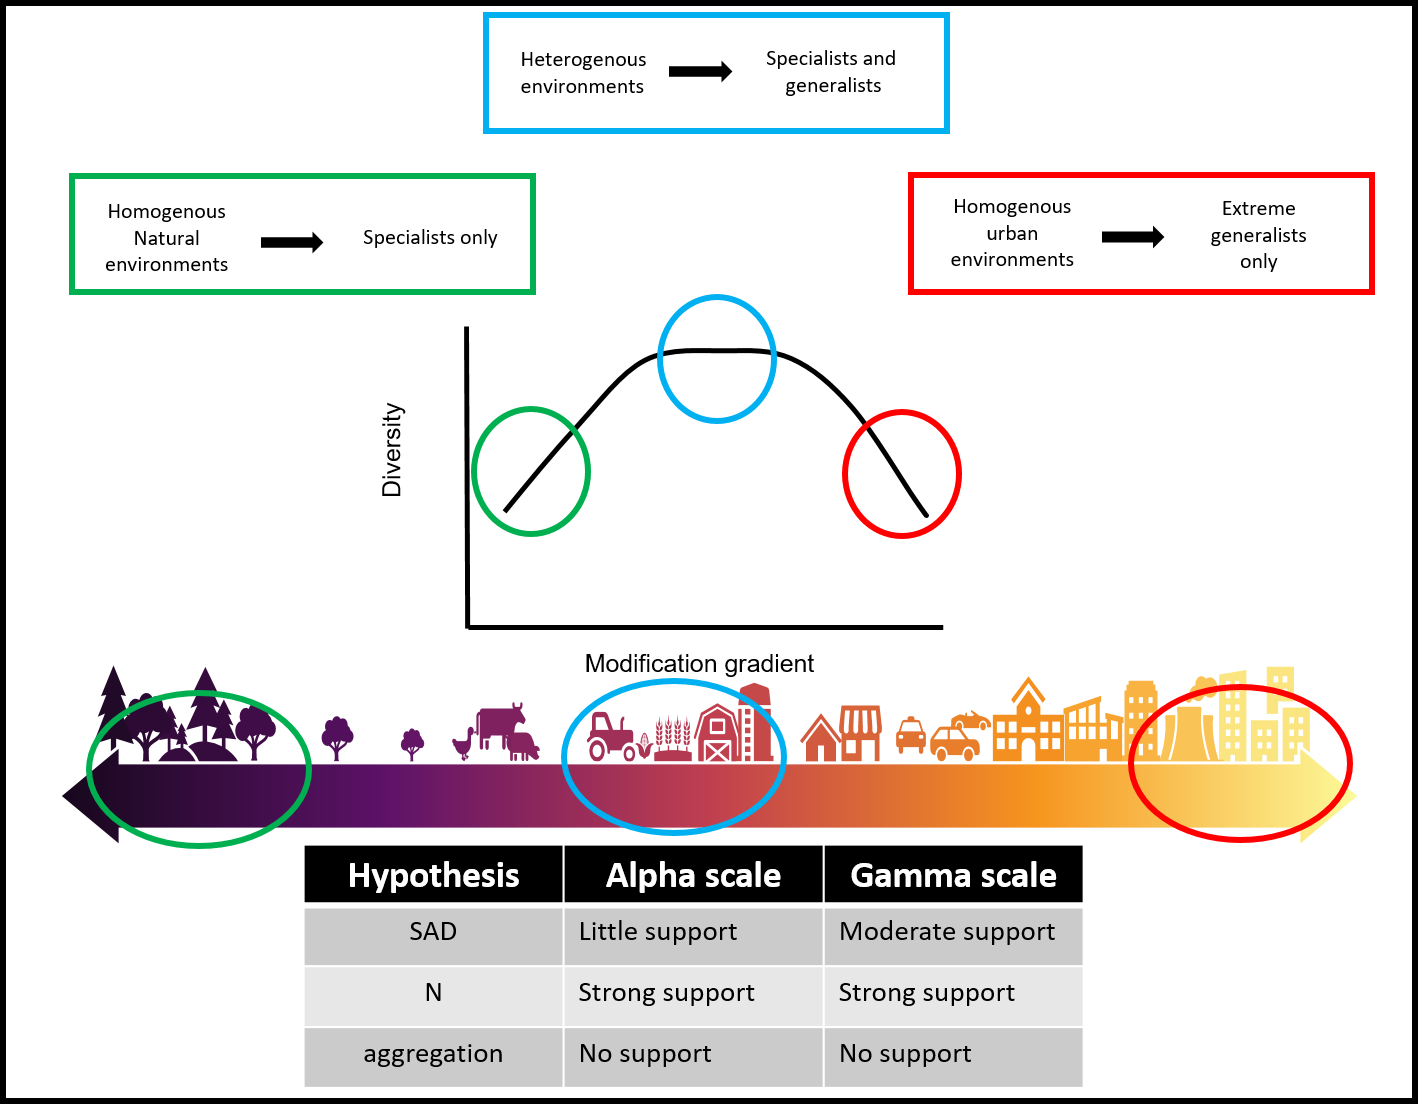 Heterogenous
environments
Specialists and
generalists
Homogenous
Natural
environments
Specialists only
Homogenous
urban
environments
Extreme
generalists
only
Diversity
Modification gradient
Hypothesis Alpha scale Gamma scale
SAD Little support Moderate support
N Strong support Strong support
aggregation No support No support